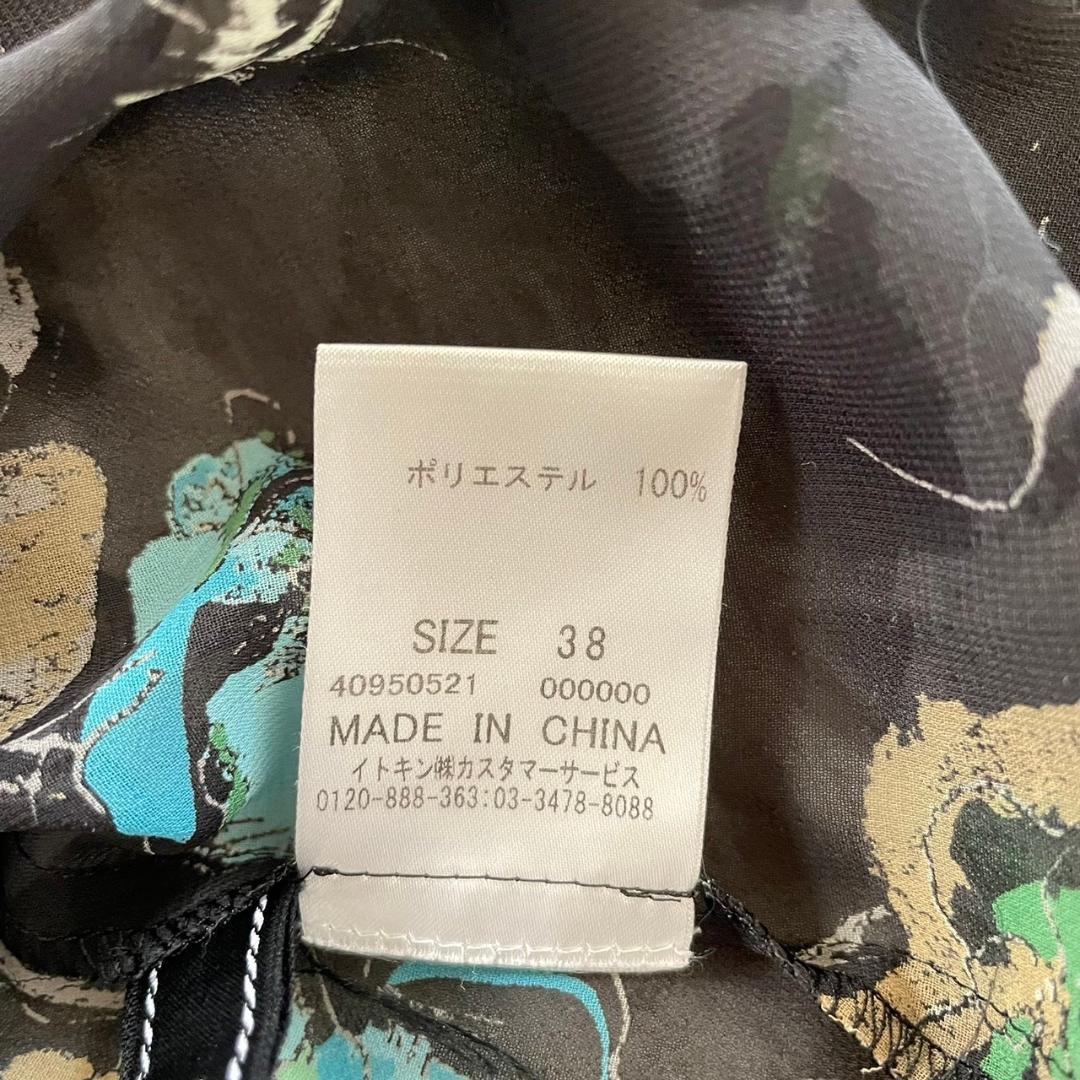 ポリエステル 100%
SIZE 38
40950521 000000
MADE IN CHINA
イトキン㈱カスタマーサービス
0120-888-363:03-3478-8088